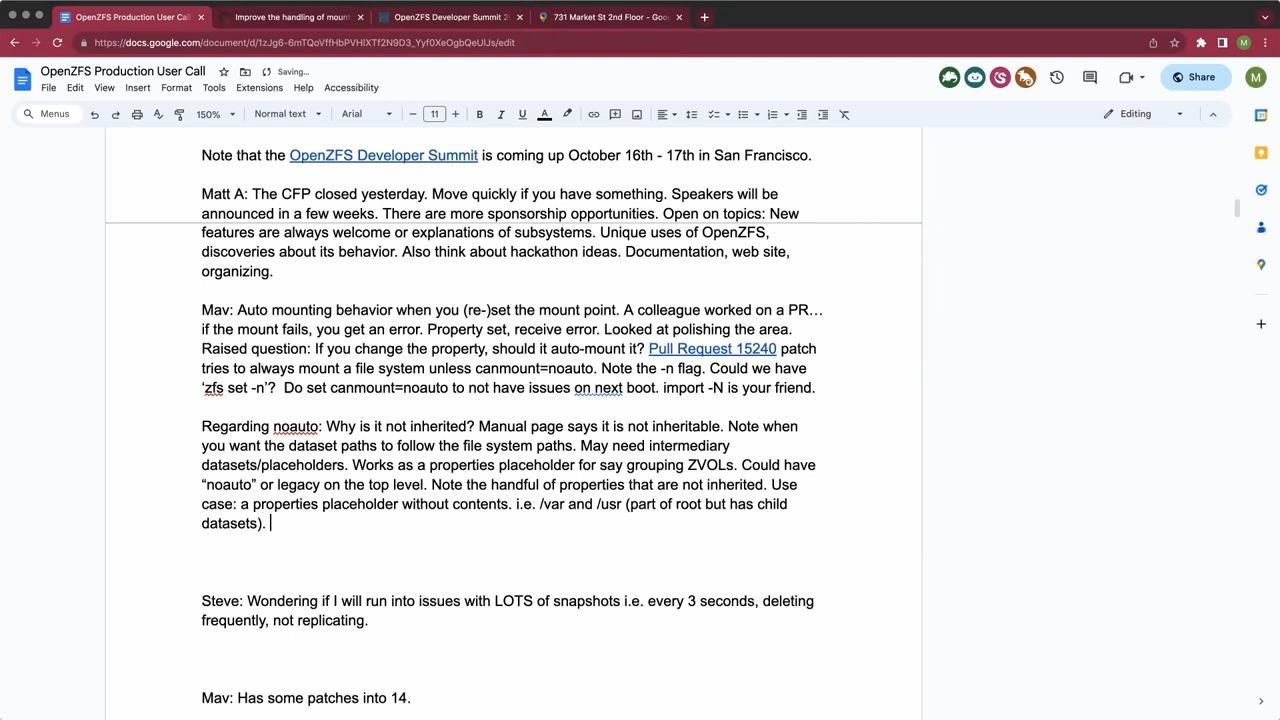 OpenZFS Production User Call
Improve the handling of mount
OpenZFS Developer Summit 2
731 Market St 2nd Floor - Goo
https://docs.google.com/document/d/1zJg6-6mTQoVffHbPVHIXTf2N9D3_Yyf0XeOgbQeUIJs/edit
OpenZFS Production User Call
Saving...
File Edit View Insert Format Tools Extensions Help Accessibility
Share
M
M
Menus
150%
Normal text
Arial
11
Editing
Note that the OpenZFS Developer Summit is coming up October 16th - 17th in San Francisco.
Matt A: The CFP closed yesterday. Move quickly if you have something. Speakers will be
announced in a few weeks. There are more sponsorship opportunities. Open on topics: New
features are always welcome or explanations of subsystems. Unique uses of OpenZFS,
discoveries about its behavior. Also think about hackathon ideas. Documentation, web site,
organizing.
Mav: Auto mounting behavior when you (re-)set the mount point. A colleague worked on a PR…
if the mount fails, you get an error. Property set, receive error. Looked at polishing the area.
Raised question: If you change the property, should it auto-mount it? Pull Request 15240 patch
tries to always mount a file system unless canmount=noauto. Note the -n flag. Could we have
‘zfs set -n’?  Do set canmount=noauto to not have issues on next boot. import -N is your friend.
Regarding noauto: Why is it not inherited? Manual page says it is not inheritable. Note when
you want the dataset paths to follow the file system paths. May need intermediary
datasets/placeholders. Works as a properties placeholder for say grouping ZVOLs. Could have
“noauto” or legacy on the top level. Note the handful of properties that are not inherited. Use
case: a properties placeholder without contents. i.e. /var and /usr (part of root but has child
datasets).
Steve: Wondering if I will run into issues with LOTS of snapshots i.e. every 3 seconds, deleting
frequently, not replicating.
Mav: Has some patches into 14.